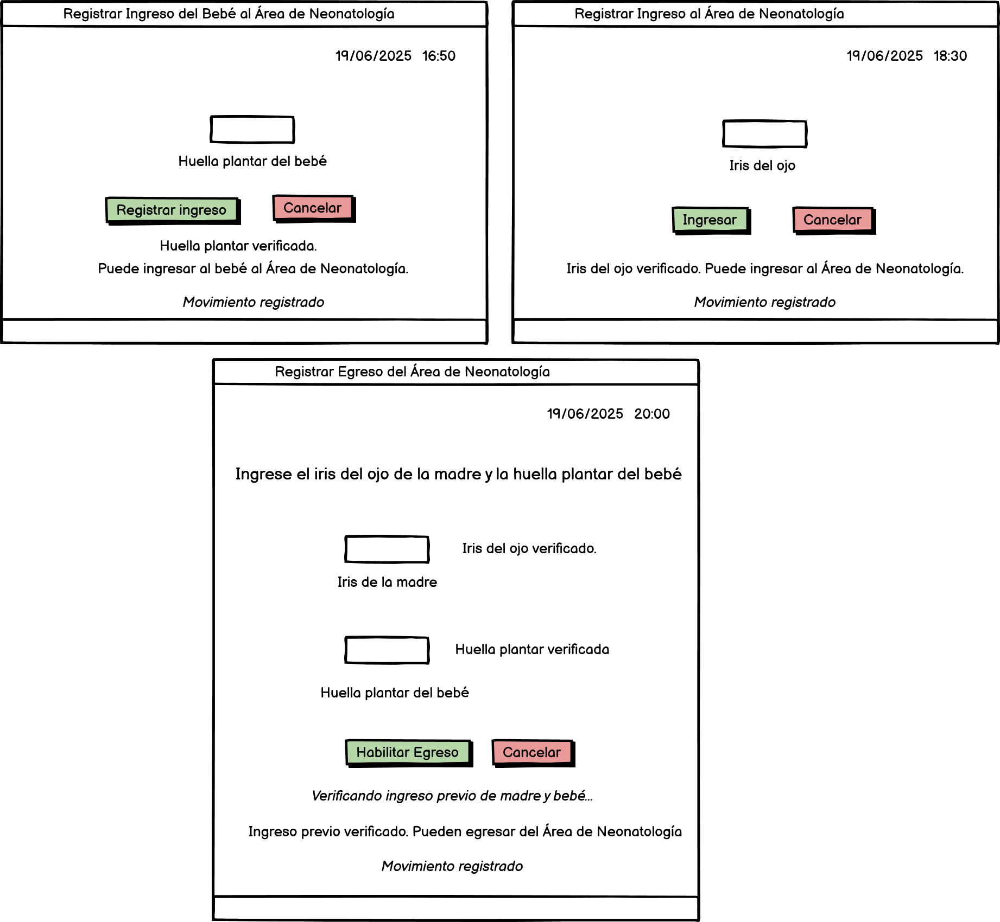 Registrar Ingreso del Bebé al Área de Neonatología
19/06/2025 16:50
Huella plantar del bebé
Registrar ingreso
Cancelar
Huella plantar verificada.
Puede ingresar al bebé al Área de Neonatología.
Movimiento registrado
Registrar Ingreso al Área de Neonatología
19/06/2025 18:30
Iris del ojo
Ingresar
Cancelar
Iris del ojo verificado. Puede ingresar al Área de Neonatología.
Movimiento registrado
Registrar Egreso del Área de Neonatología
19/06/2025 20:00
Ingrese el iris del ojo de la madre y la huella plantar del bebé
Iris del ojo verificado.
Iris de la madre
Huella plantar verificada
Huella plantar del bebé
Habilitar Egreso
Cancelar
Verificando ingreso previo de madre y bebé...
Ingreso previo verificado. Pueden egresar del Área de Neonatología
Movimiento registrado